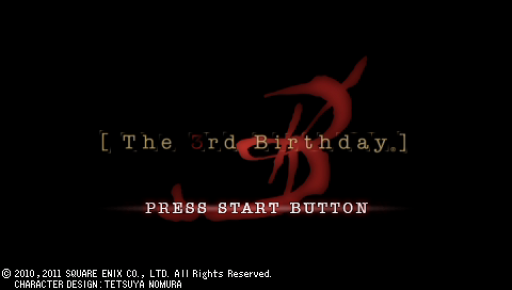 [ The 3rd Birthday® ]
PRESS START BUTTON
© 2010, 2011 SQUARE ENIX CO., LTD. All Rights Reserved.
CHARACTER DESIGN: TETSUYA NOMURA